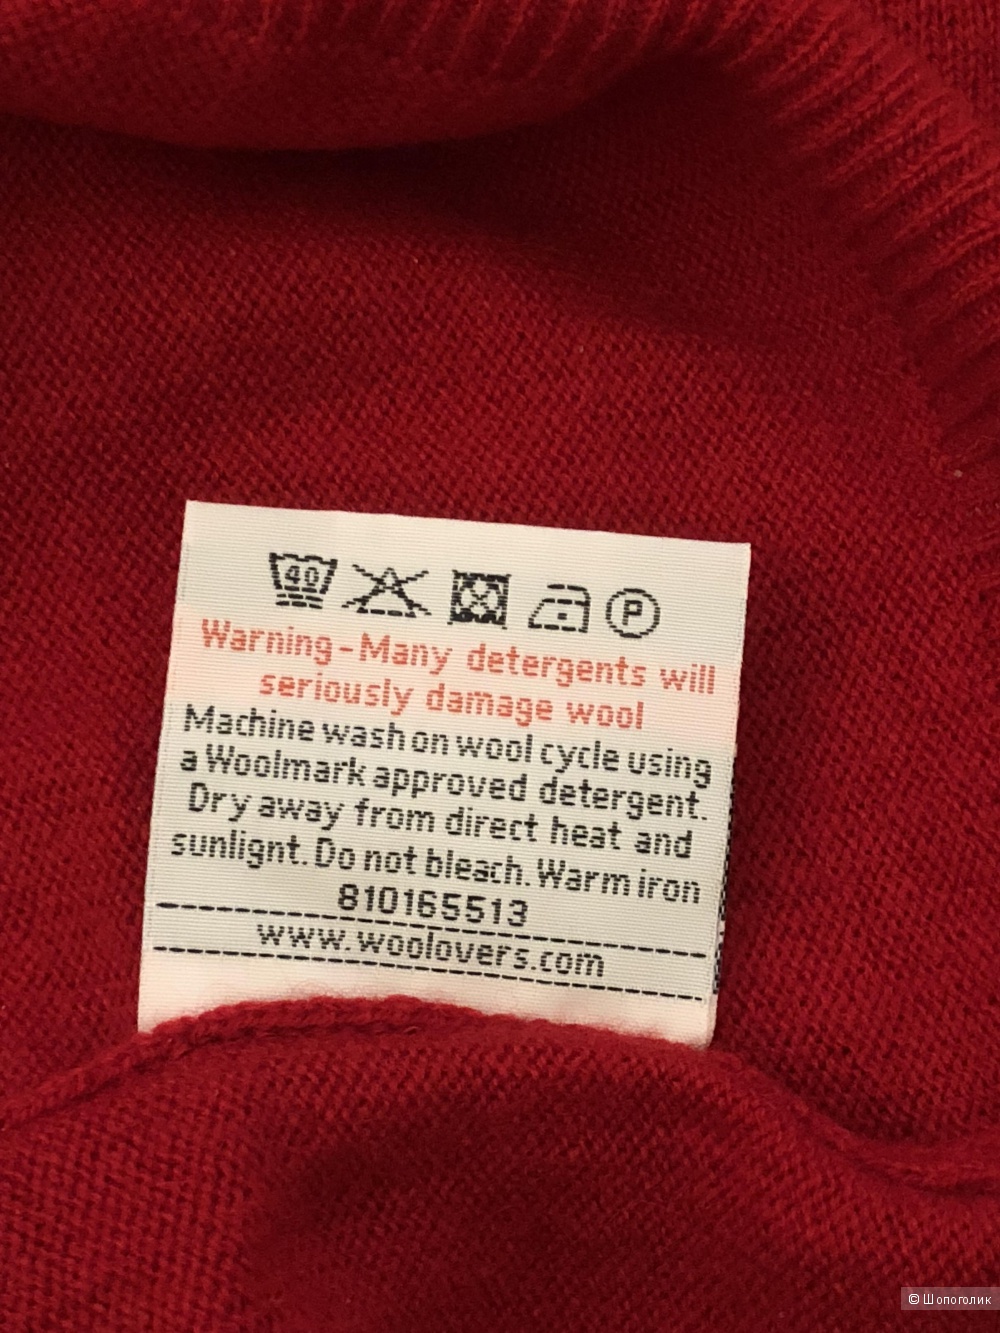 40 P
Warning-Many detergents will
seriously damage wool
Machine wash on wool cycle using
a Woolmark approved detergent.
Dry away from direct heat and
sunlignt. Do not bleach. Warm iron
810165513
www.woolovers.com
© Шопоголик